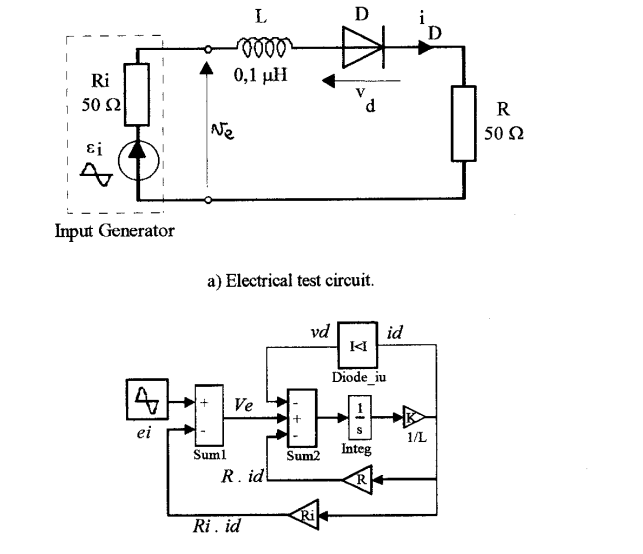 L
D
i
D
Ri
50 Ω
0,1 µH
v
d
R
50 Ω
εi
Ve
Input Generator
a) Electrical test circuit.
vd
id
I<I
Diode_iu
+
-
Ve
-
+
-
1
s
K
ei
Sum1
Sum2
Integ
1/L
R . id
R
Ri
Ri . id